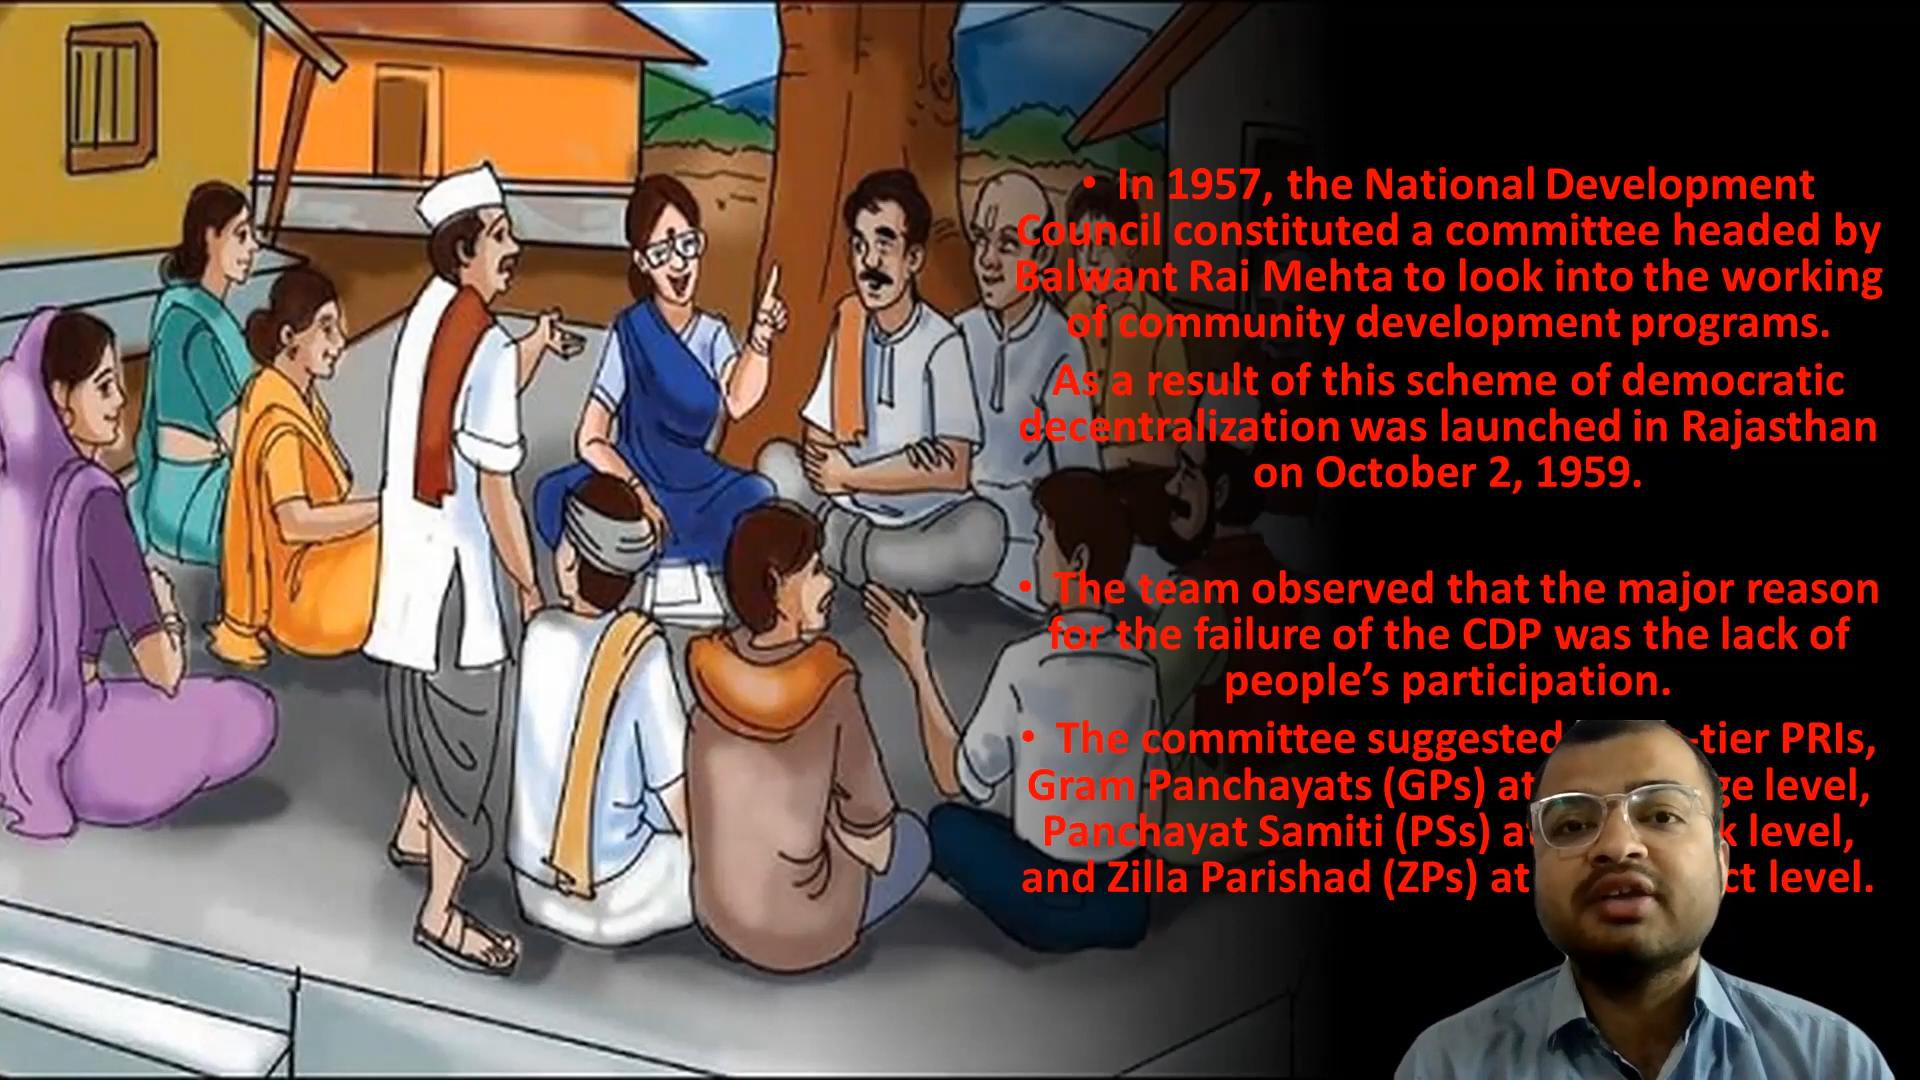 • In 1957, the National Development
Council constituted a committee headed by
Balwant Rai Mehta to look into the working
of community development programs.
As a result of this scheme of democratic
decentralization was launched in Rajasthan
on October 2, 1959.
• The team observed that the major reason
for the failure of the CDP was the lack of
people’s participation.
• The committee suggested -tier PRIs,
Gram Panchayats (GPs) at level,
Panchayat Samiti (PSs) level,
and Zilla Parishad (ZPs) at level.